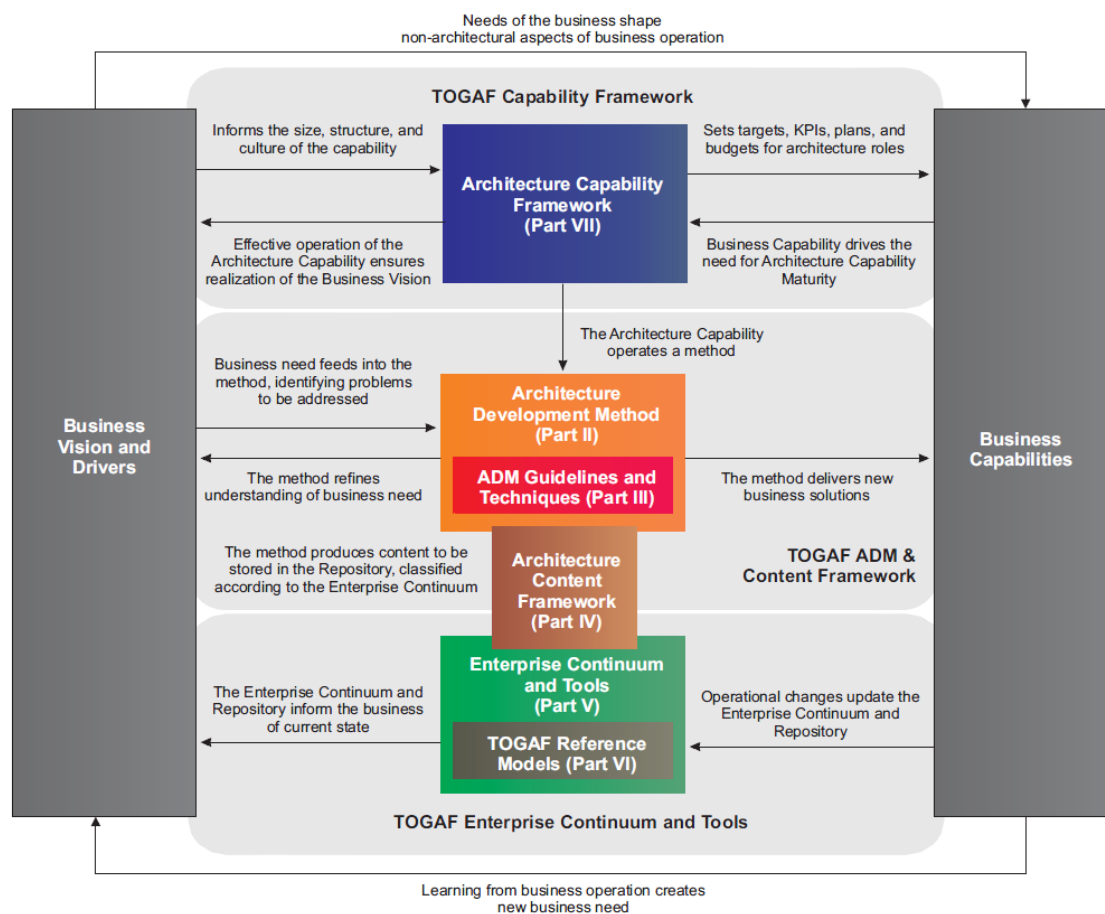 Needs of the business shape
non-architectural aspects of business operation
TOGAF Capability Framework
Informs the size, structure, and
culture of the capability
Architecture Capability
Framework
(Part VII)
Sets targets, KPIs, plans, and
budgets for architecture roles
Effective operation of the
Architecture Capability ensures
realization of the Business Vision
Business Capability drives the
need for Architecture Capability
Maturity
The Architecture Capability
operates a method
Business need feeds into the
method, identifying problems
to be addressed
Architecture
Development Method
(Part II)
Business
Vision and
Drivers
Business
Capabilities
ADM Guidelines and
Techniques (Part III)
The method refines
understanding of business need
The method delivers new
business solutions
The method produces content to be
stored in the Repository, classified
according to the Enterprise Continuum
Architecture
Content
Framework
(Part IV)
TOGAF ADM &
Content Framework
Enterprise Continuum
and Tools
(Part V)
The Enterprise Continuum and
Repository inform the business
of current state
Operational changes update the
Enterprise Continuum and
Repository
TOGAF Reference
Models (Part VI)
TOGAF Enterprise Continuum and Tools
Learning from business operation creates
new business need